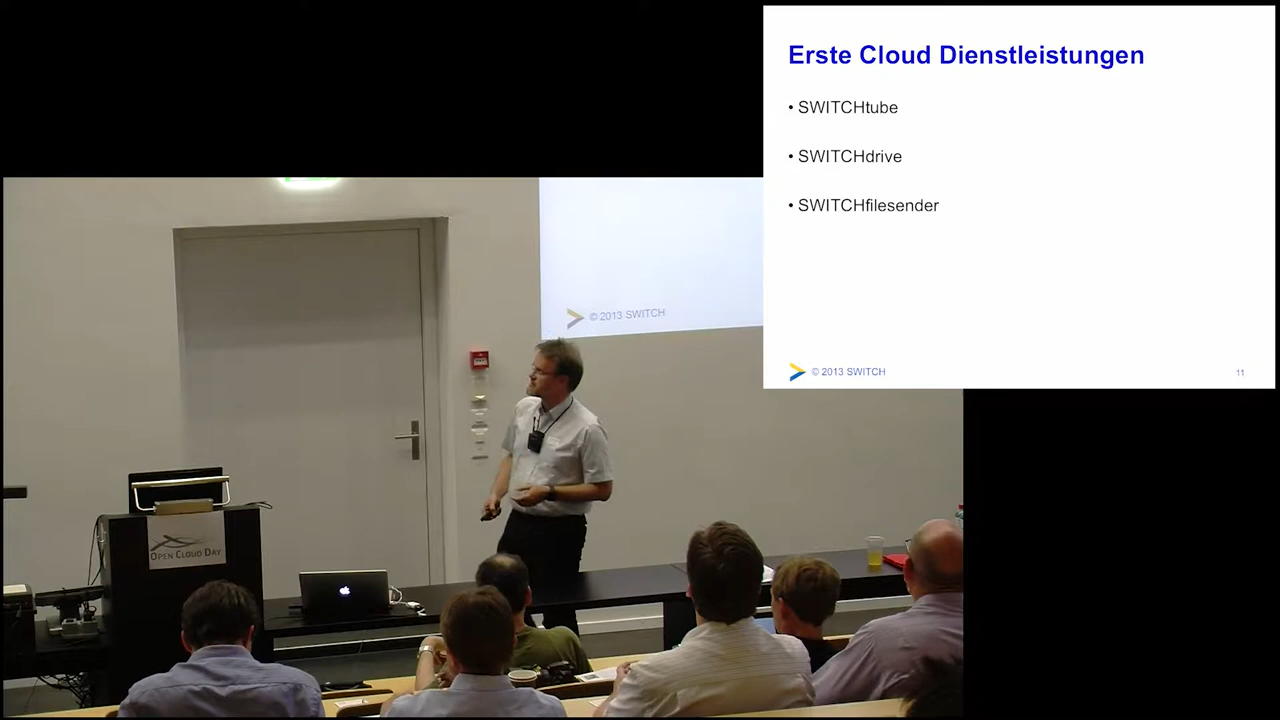 Erste Cloud Dienstleistungen
• SWITCHtube
• SWITCHdrive
• SWITCHfilesender
© 2013 SWITCH
11
© 2013 SWITCH
OPEN CLOUD DAY